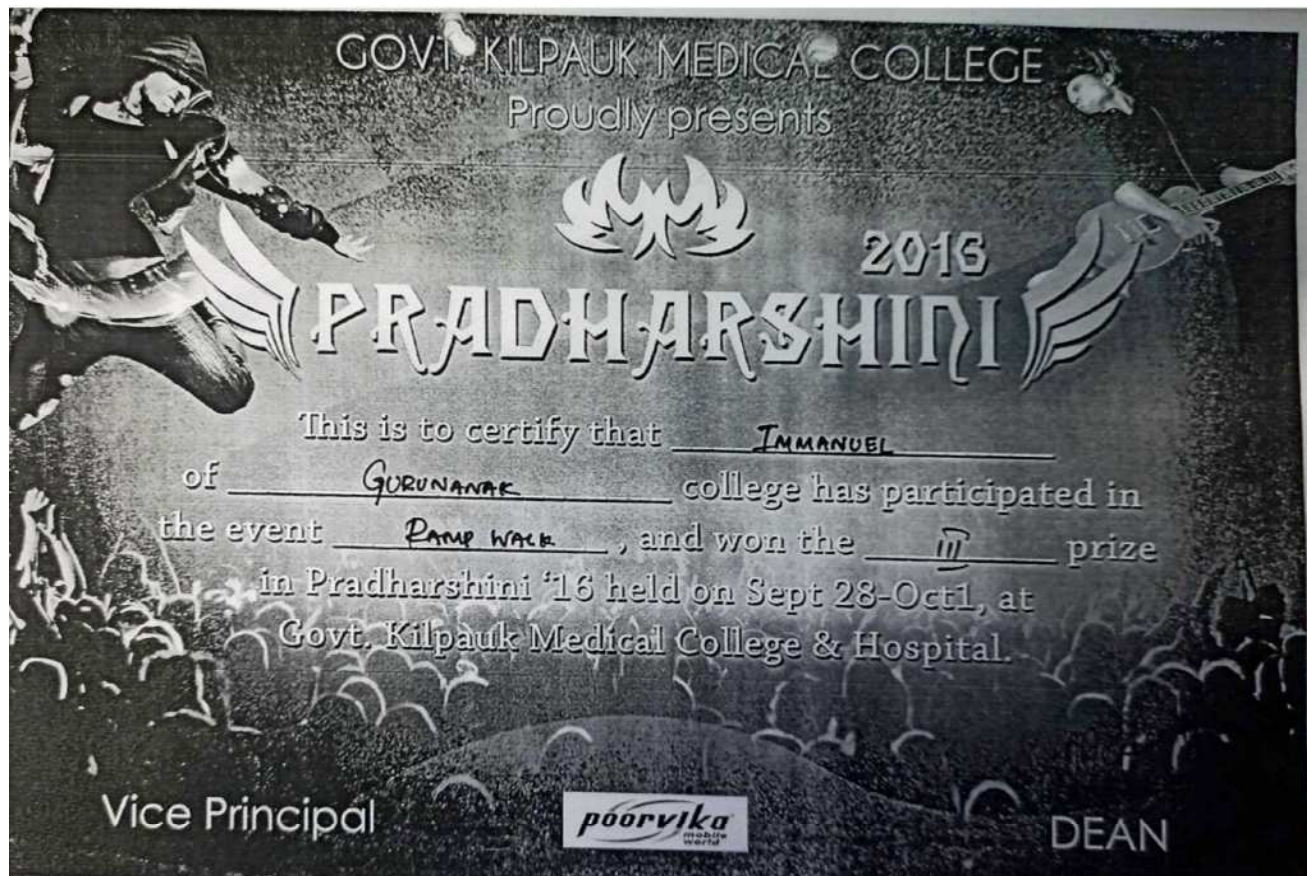 GOVT KILPAUK MEDICAL COLLEGE
Proudly presents
2016
PRADHARSHINI
This is to certify that IMMANUEL
of GURUNANAK college has participated in
the event RAMP WALK, and won the III prize
in Pradharshini '16 held on Sept 28-Oct1, at
Govt. Kilpauk Medical College & Hospital.
Vice Principal
poorvika
mobile
world
DEAN